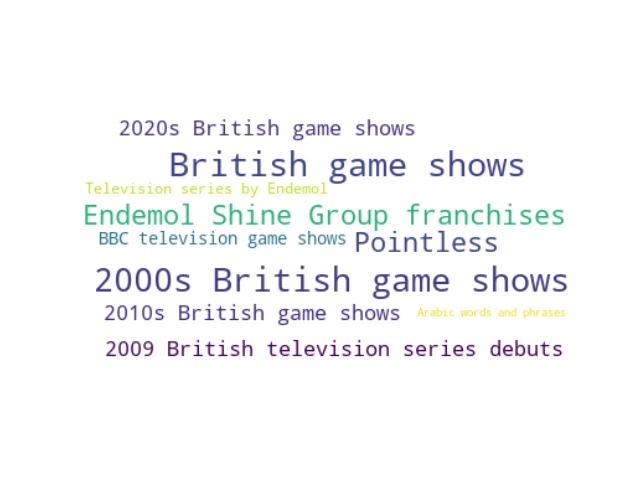 2020s British game shows
British game shows
Television series by Endemol
Endemol Shine Group franchises
BBC television game shows
Pointless
2000s British game shows
2010s British game shows
Arabic words and phrases
2009 British television series debuts